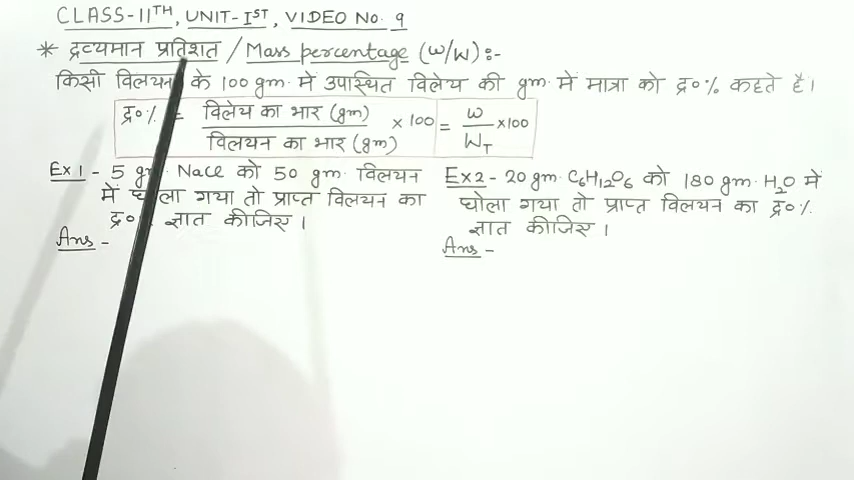 CLASS-11TH, UNIT-IST, VIDEO No. 9
* द्रव्यमान प्रतिशत / Mass percentage (w/w) :-
किसी विलयन के 100 gm. में उपस्थित विलेय की gm में मात्रा को द्र०% कहते है।
द्र०% = विलेय का भार (gm) / विलयन का भार (gm) × 100 = w / WT × 100
Ex1 - 5 gm. NaCl को 50 gm. विलयन
में घोला गया तो प्राप्त विलयन का
द्र० ज्ञात कीजिए।
Ans -
Ex2 - 20 gm. C6H12O6 को 180 gm. H2O में
घोला गया तो प्राप्त विलयन का द्र०%
ज्ञात कीजिए।
Ans -